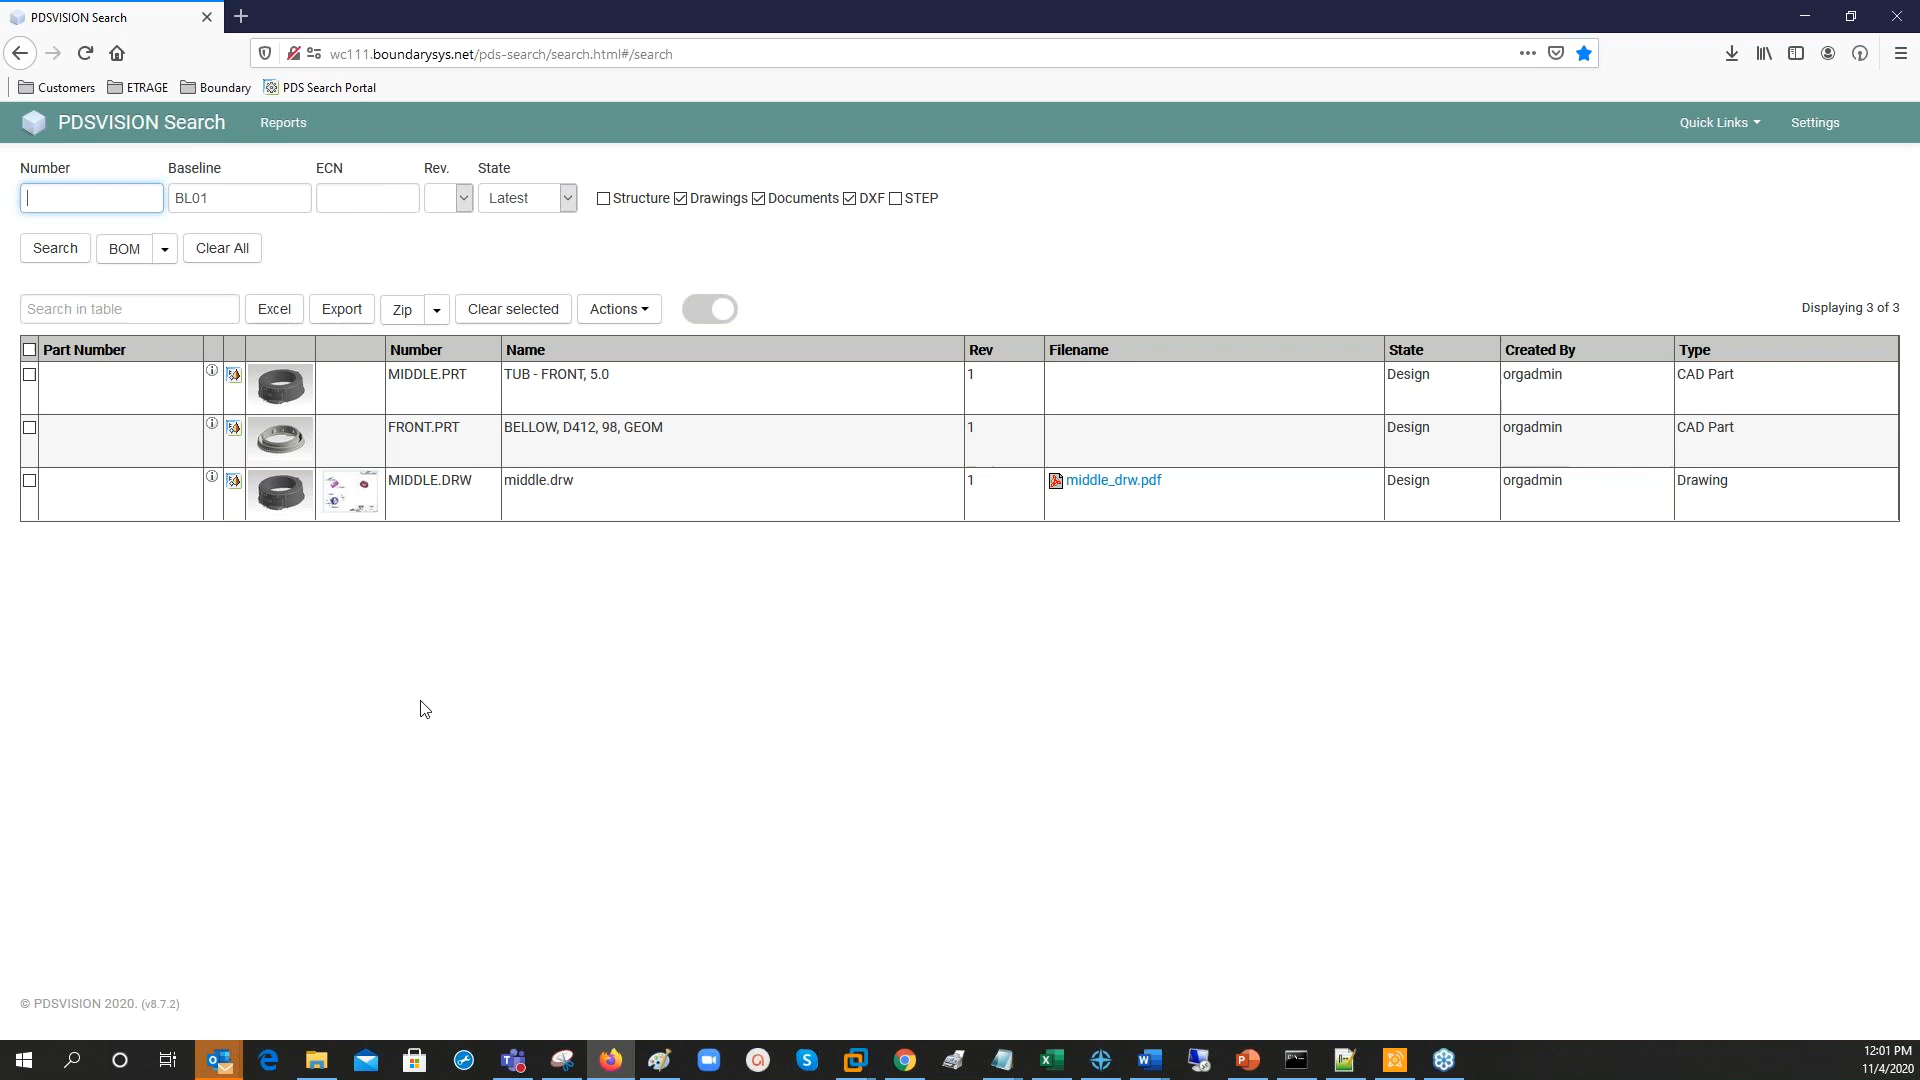 PDSVISION Search
wc111.boundarysys.net/pds-search/search.html#/search
Customers ETRAGE Boundary PDS Search Portal
PDSVISION Search Reports Quick Links Settings
Number Baseline ECN Rev. State
BL01 Latest Structure Drawings Documents DXF STEP
Search BOM Clear All
Search in table Excel Export Zip Clear selected Actions Displaying 3 of 3
Part Number Number Name Rev Filename State Created By Type
MIDDLE.PRT TUB - FRONT, 5.0 1 Design orgadmin CAD Part
FRONT.PRT BELLOW, D412, 98, GEOM 1 Design orgadmin CAD Part
MIDDLE.DRW middle.drw 1 middle_drw.pdf Design orgadmin Drawing
© PDSVISION 2020. (v8.7.2)
12:01 PM
11/4/2020